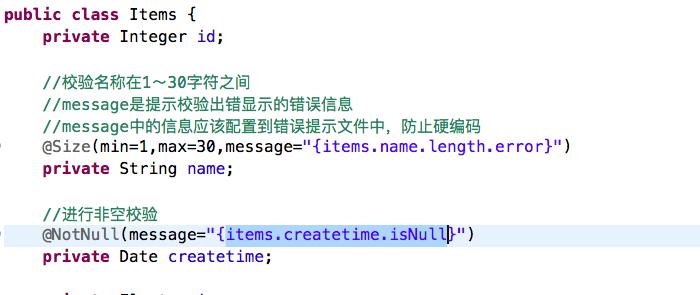 public class Items {
private Integer id;
//校验名称在1～30字符之间
//message是提示校验出错显示的错误信息
//message中的信息应该配置到错误提示文件中，防止硬编码
@Size(min=1,max=30,message="{items.name.length.error}")
private String name;
//进行非空校验
@NotNull(message="{items.createtime.isNull}")
private Date createtime;